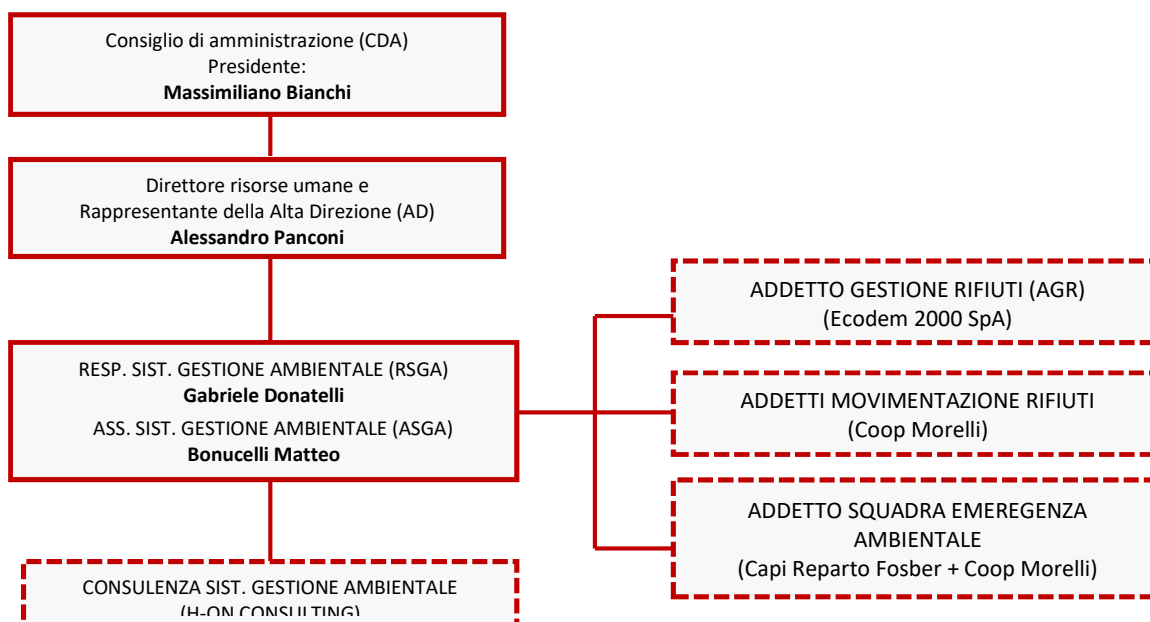 Consiglio di amministrazione (CDA)
Presidente:
Massimiliano Bianchi
Direttore risorse umane e
Rappresentante della Alta Direzione (AD)
Alessandro Panconi
RESP. SIST. GESTIONE AMBIENTALE (RSGA)
Gabriele Donatelli
ASS. SIST. GESTIONE AMBIENTALE (ASGA)
Bonucelli Matteo
CONSULENZA SIST. GESTIONE AMBIENTALE
(H-ON CONSULTING)
ADDETTO GESTIONE RIFIUTI (AGR)
(Ecodem 2000 SpA)
ADDETTI MOVIMENTAZIONE RIFIUTI
(Coop Morelli)
ADDETTO SQUADRA EMEREGENZA
AMBIENTALE
(Capi Reparto Fosber + Coop Morelli)